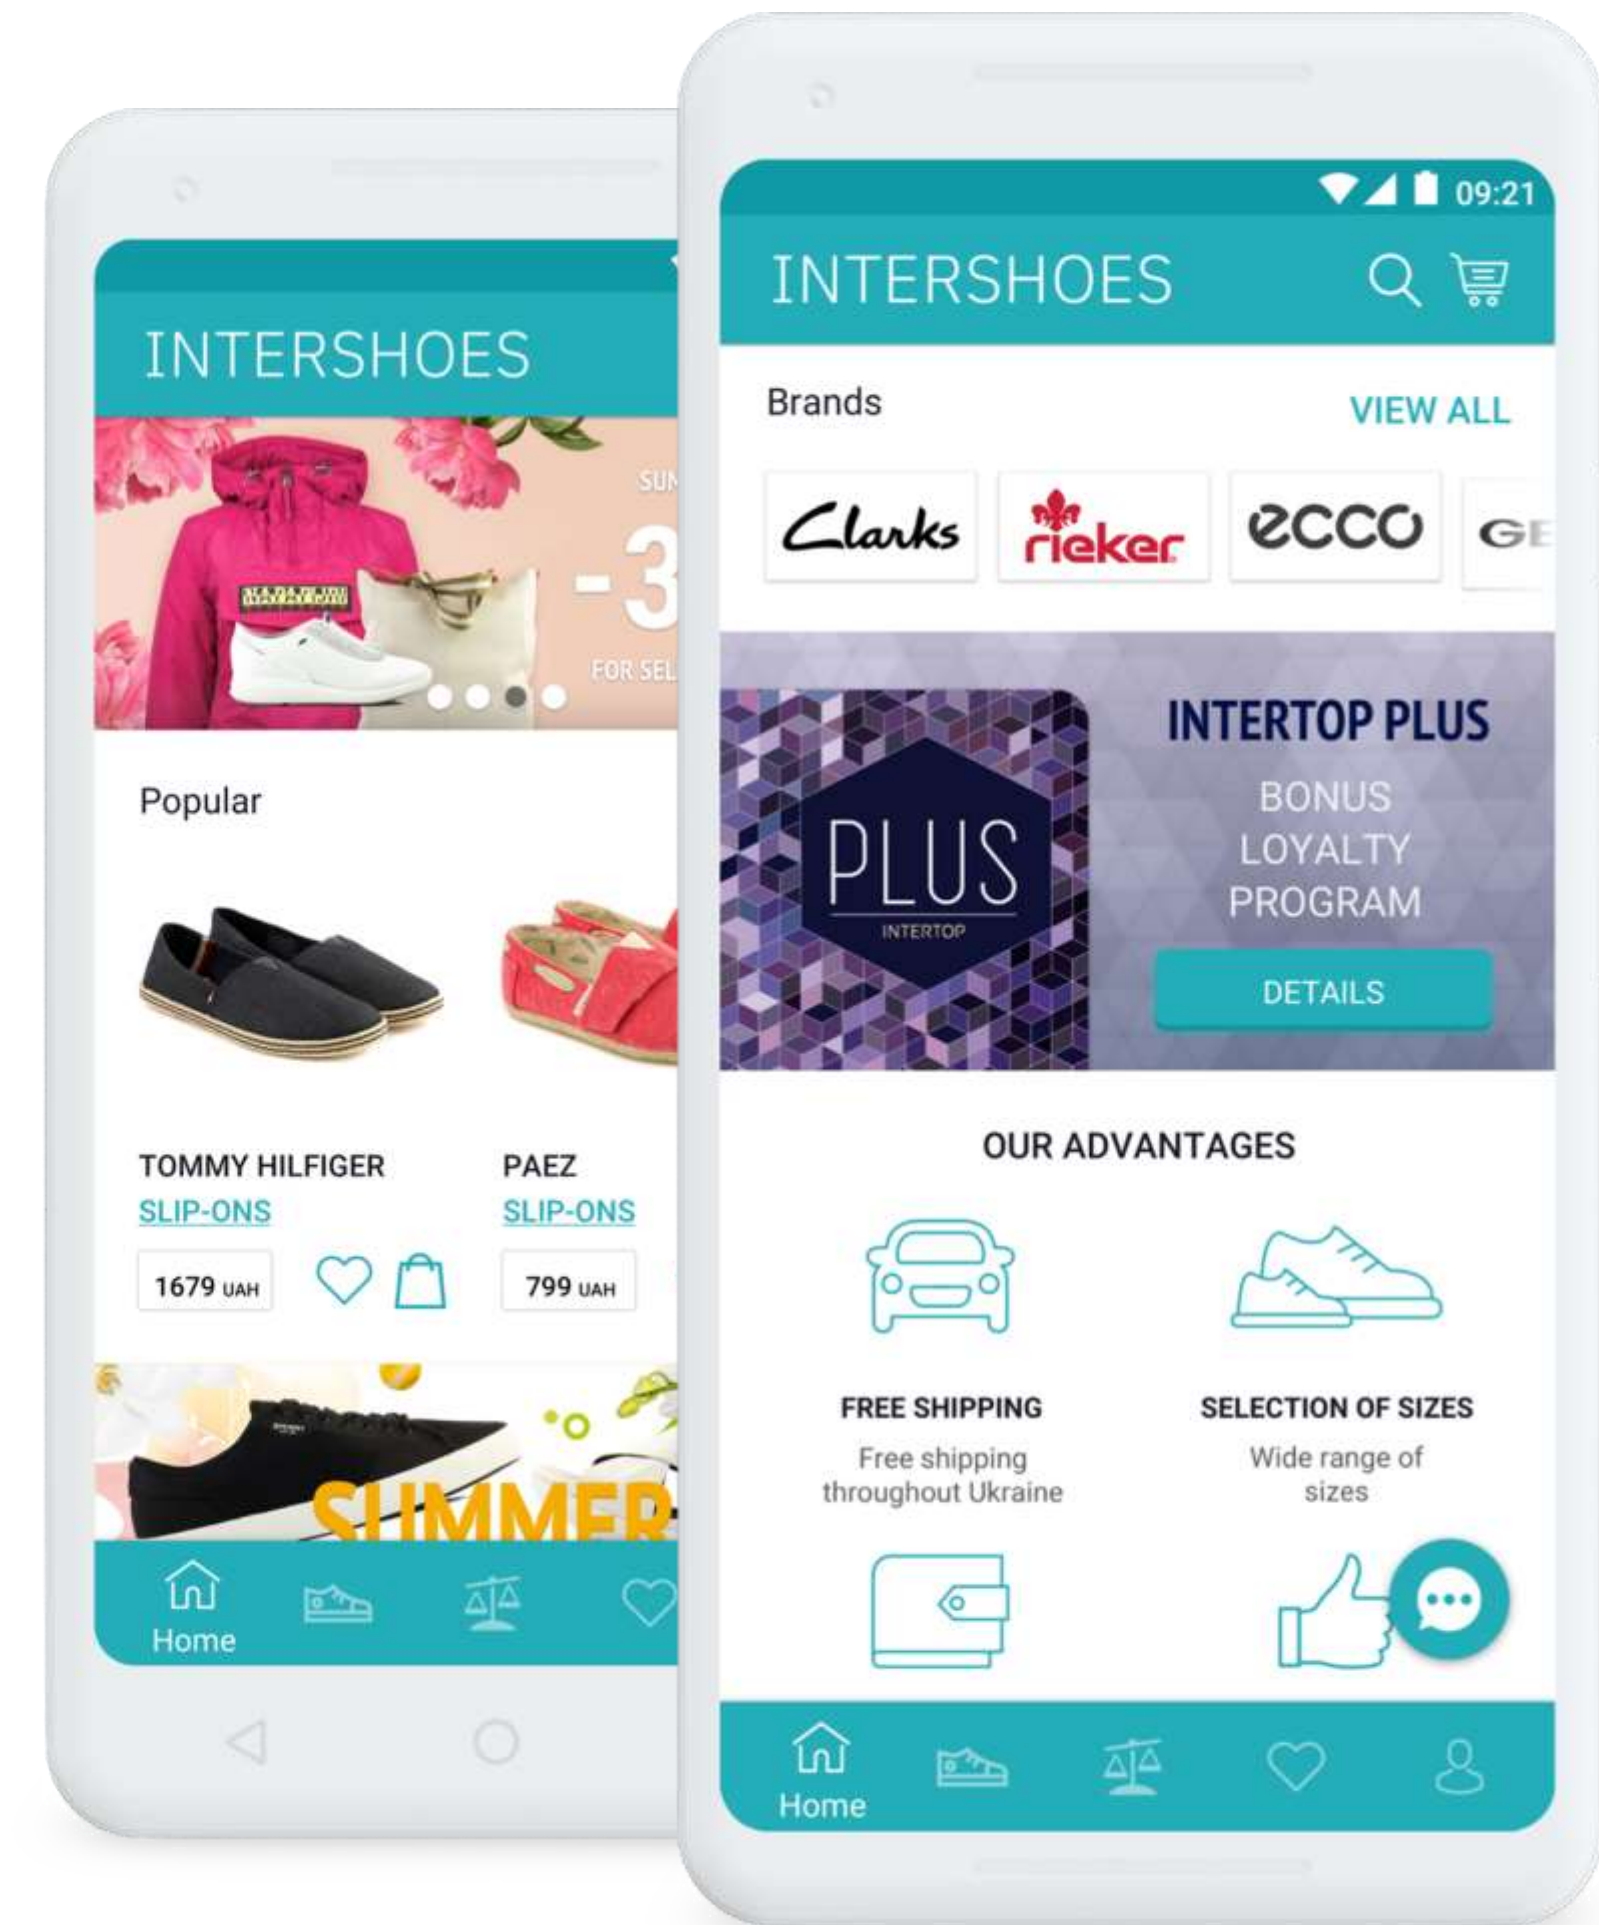 INTERSHOES
FOR
Popular
TOMMY HILFIGER
SLIP-ONS
1679 UAH
PAEZ
SLIP-ONS
799 UAH
SUMMER
Home
09:21
INTERSHOES
Brands
VIEW ALL
Clarks
rieker
ecco
PLUS
INTERTOP
INTERTOP PLUS
BONUS
LOYALTY
PROGRAM
DETAILS
OUR ADVANTAGES
FREE SHIPPING
Free shipping
throughout Ukraine
SELECTION OF SIZES
Wide range of
sizes
Home